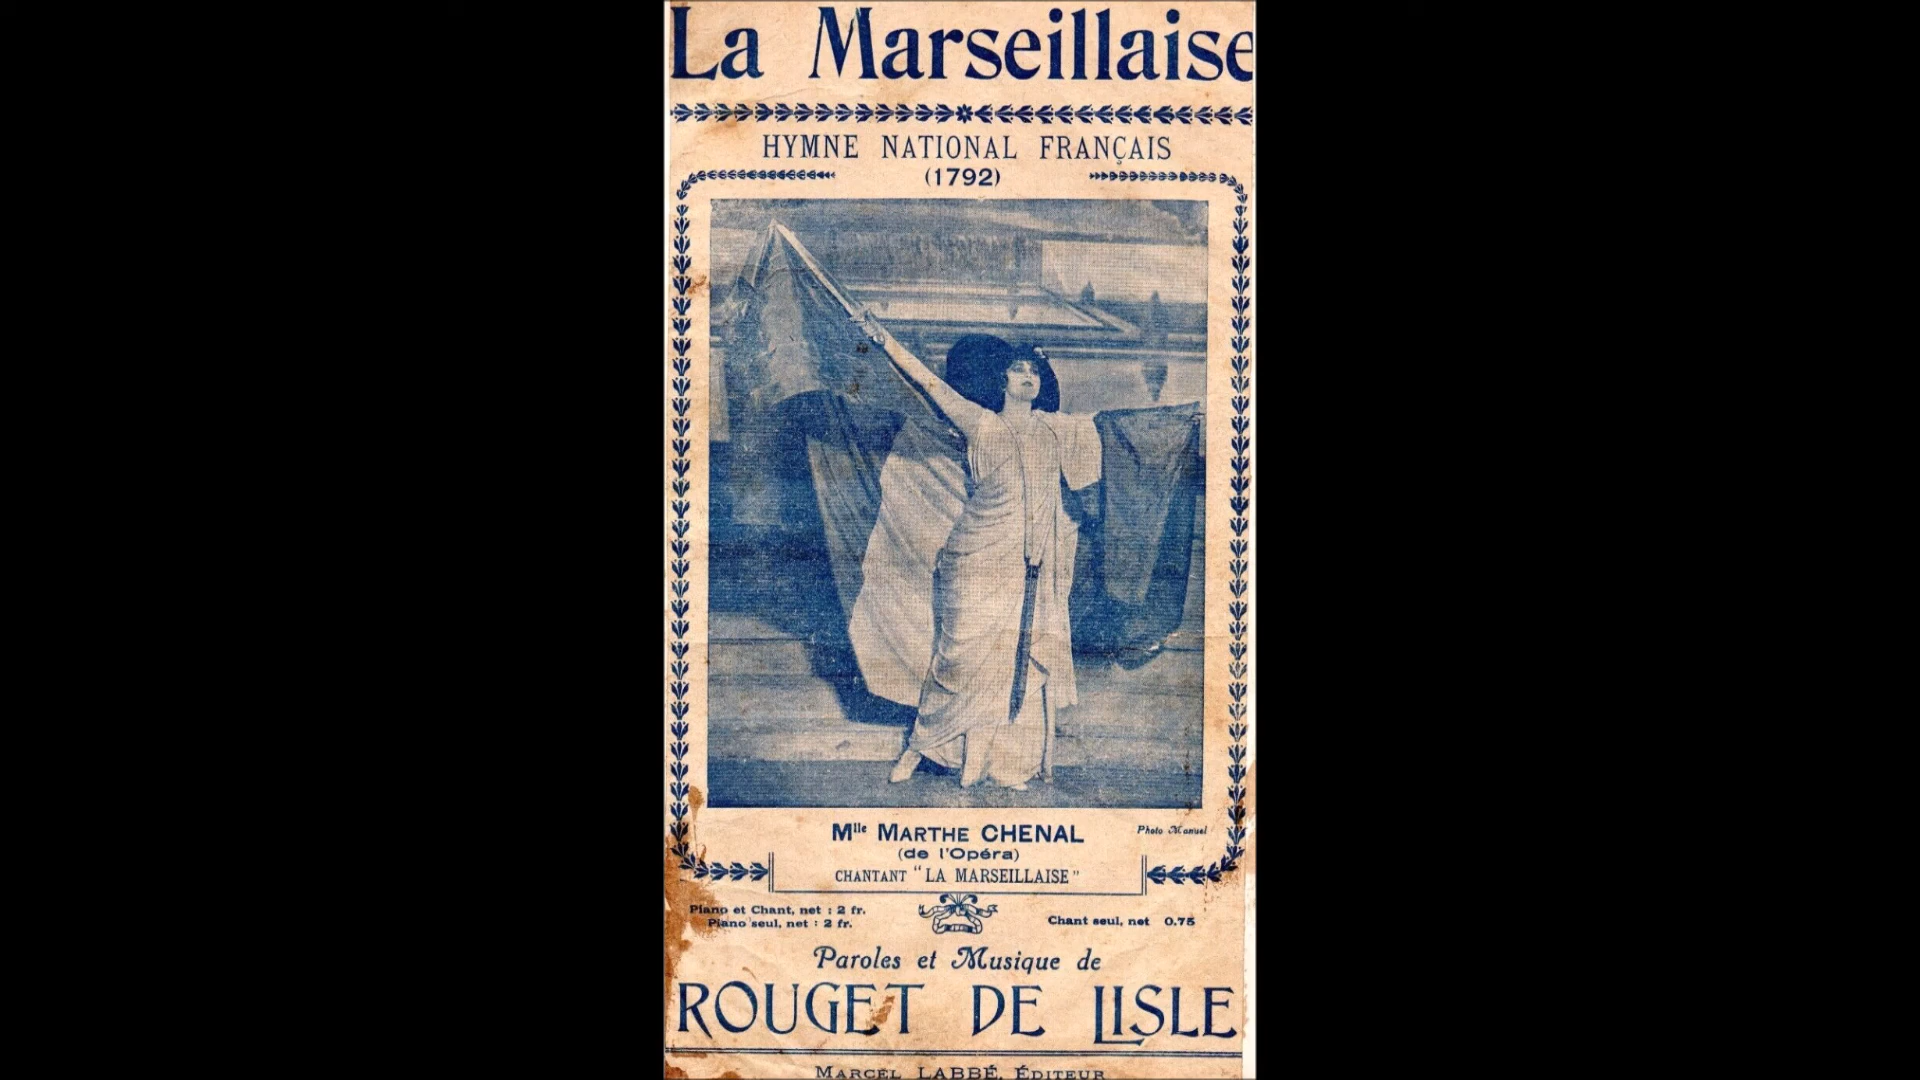 La Marseillaise
HYMNE NATIONAL FRANÇAIS
(1792)
Mlle MARTHE CHENAL
Photo Manuel
(de l'Opéra)
CHANTANT "LA MARSEILLAISE"
Piano et Chant, net : 2 fr.
Piano seul, net : 2 fr.
Chant seul, net 0.75
Paroles et Musique de
ROUGET DE LISLE
MARCEL LABBÉ, ÉDITEUR